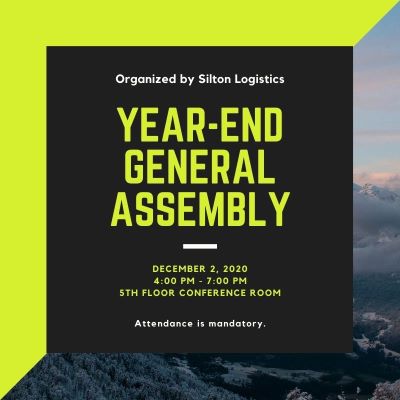 Organized by Silton Logistics
YEAR-END
GENERAL
ASSEMBLY
DECEMBER 2, 2020
4:00 PM - 7:00 PM
5TH FLOOR CONFERENCE ROOM
Attendance is mandatory.